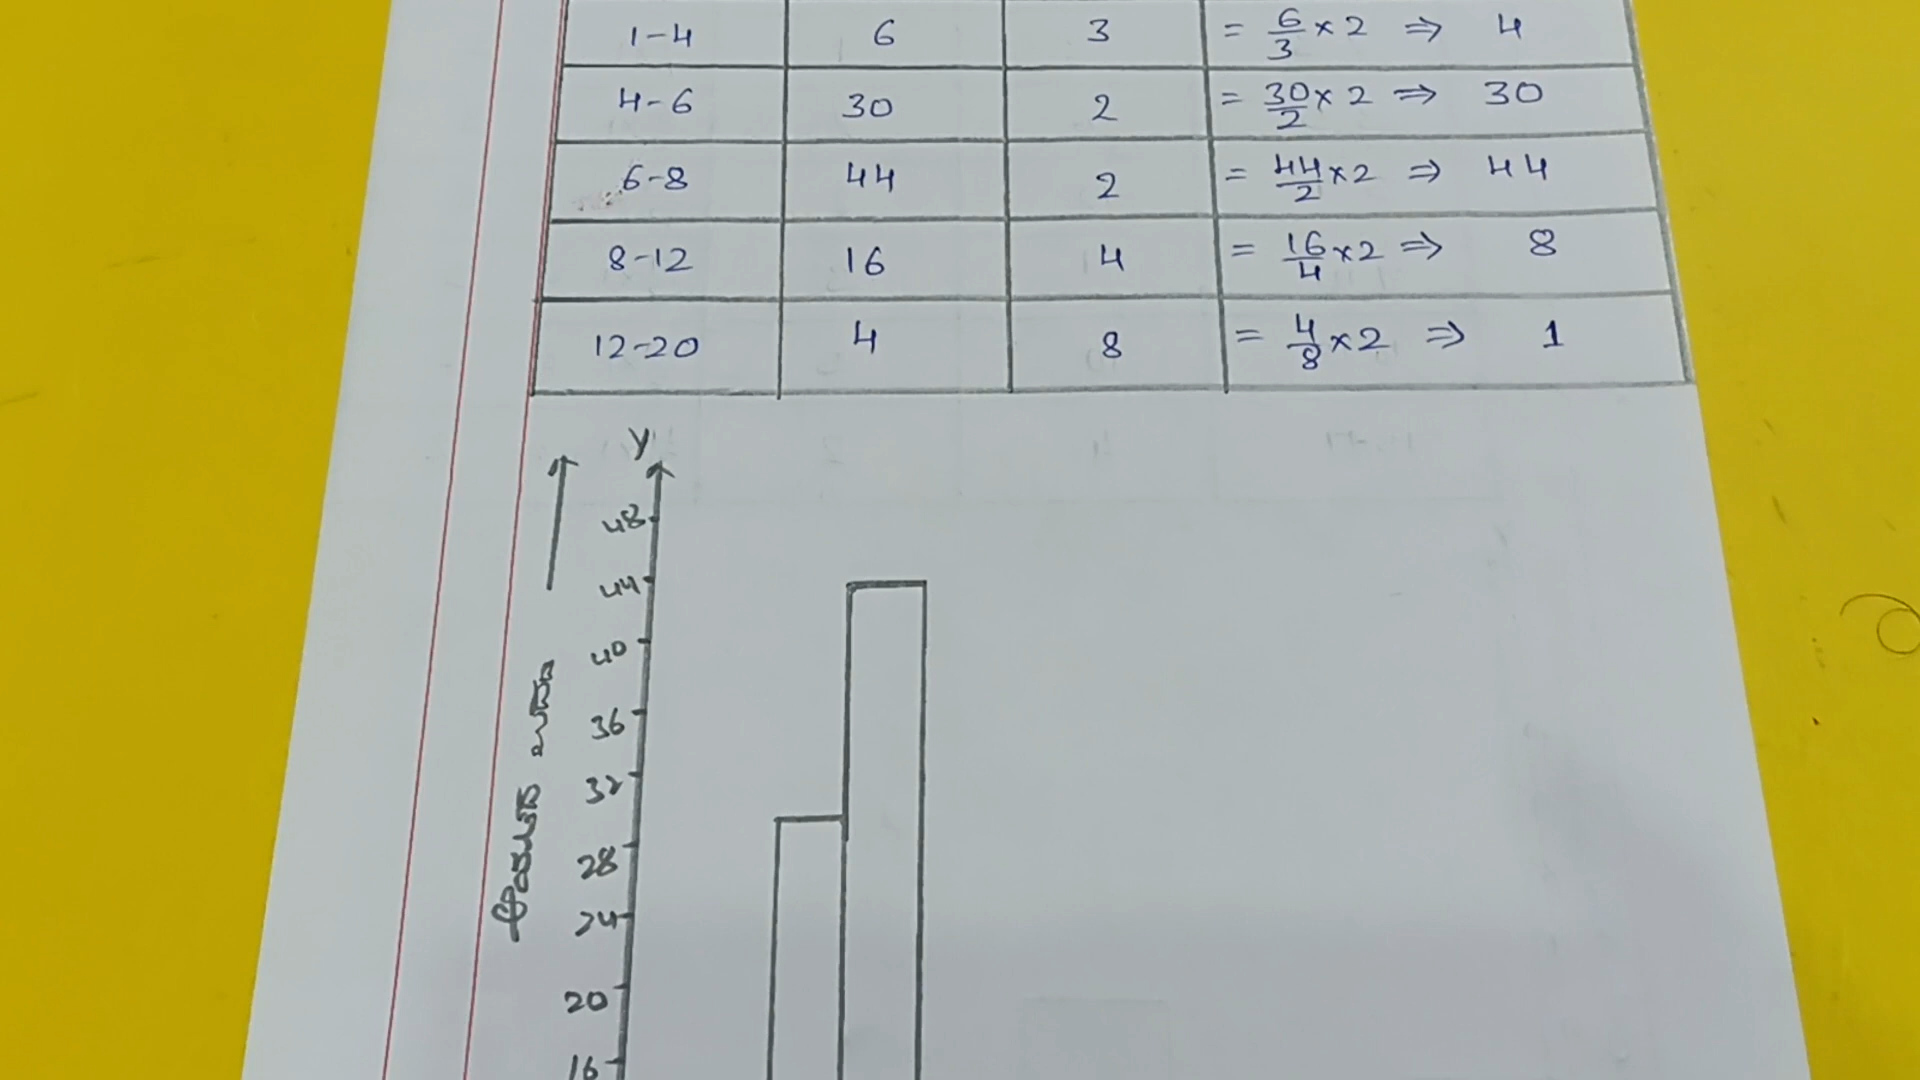 1-4 6 3 = 6/3 × 2 ⇒ 4
4-6 30 2 = 30/2 × 2 ⇒ 30
6-8 44 2 = 44/2 × 2 ⇒ 44
8-12 16 4 = 16/4 × 2 ⇒ 8
12-20 4 8 = 4/8 × 2 ⇒ 1
Y
48
44
40
36
32
28
24
20
16